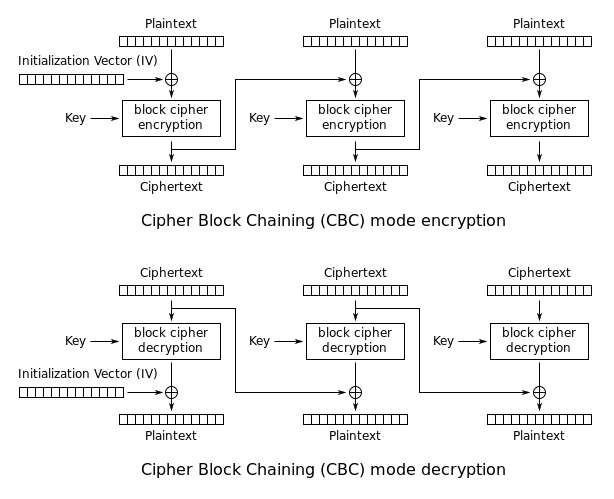 Plaintext Plaintext Plaintext
Initialization Vector (IV)
Key block cipher encryption Key block cipher encryption Key block cipher encryption
Ciphertext Ciphertext Ciphertext
Cipher Block Chaining (CBC) mode encryption
Ciphertext Ciphertext Ciphertext
Key block cipher decryption Key block cipher decryption Key block cipher decryption
Initialization Vector (IV)
Plaintext Plaintext Plaintext
Cipher Block Chaining (CBC) mode decryption